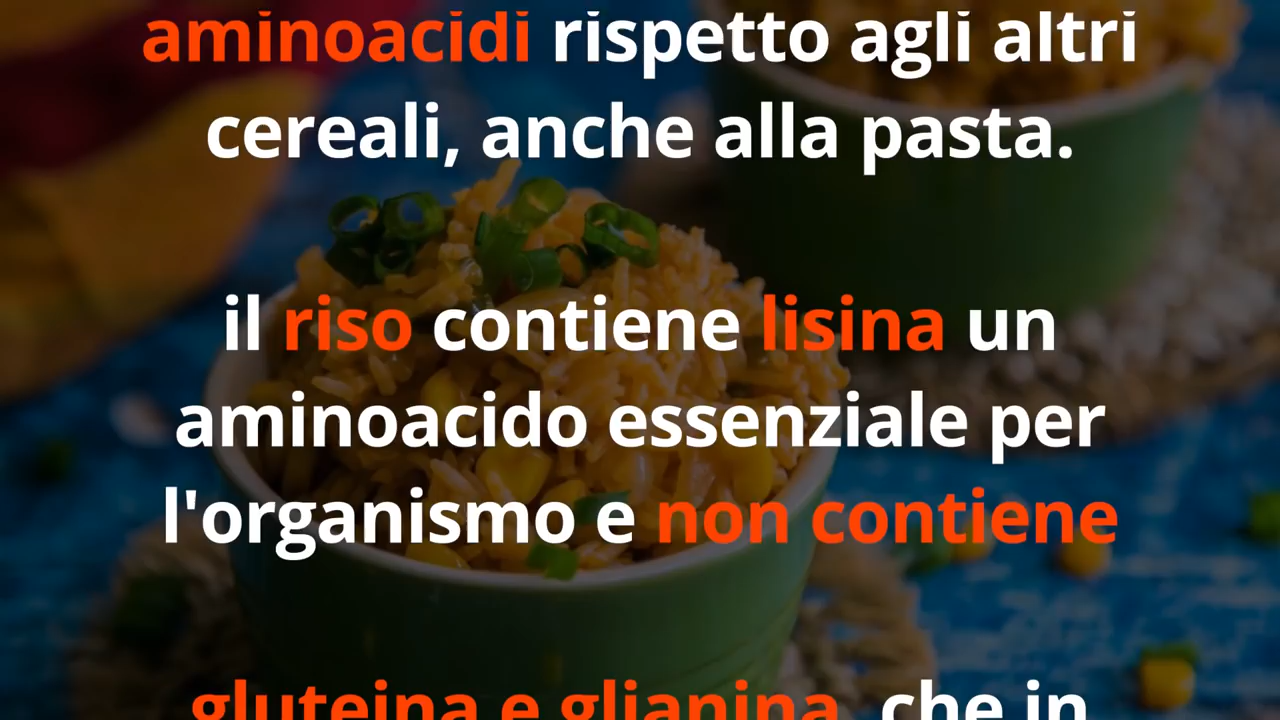 aminoacidi rispetto agli altri
cereali, anche alla pasta.
il riso contiene lisina un
aminoacido essenziale per
l'organismo e non contiene
gluteina e glianina, che in